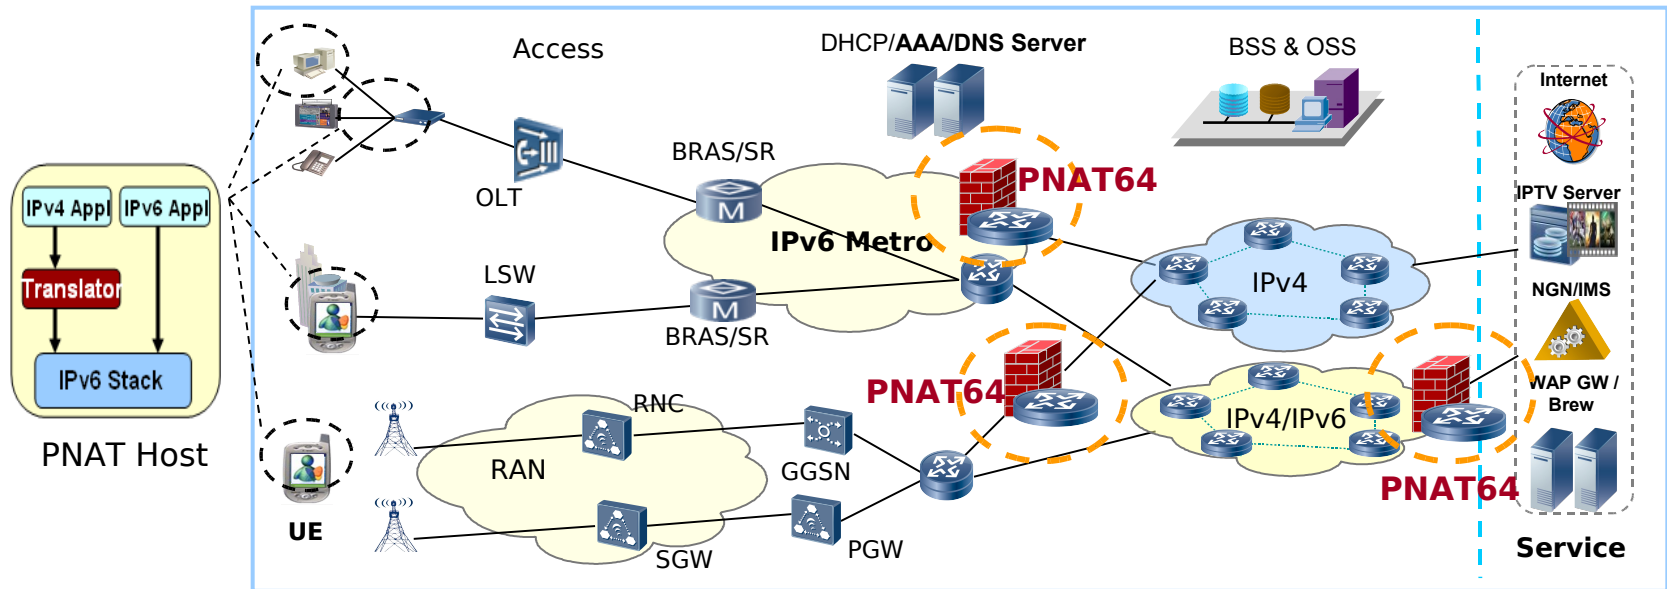 Access
DHCP/AAA/DNS Server
BSS & OSS
Internet
IPv4 Appl
IPv6 Appl
Translator
IPv6 Stack
PNAT Host
OLT
BRAS/SR
M
PNAT64
IPv6 Metro
IPTV Server
IPv4
LSW
M
BRAS/SR
NGN/IMS
PNAT64
WAP GW /
Brew
IPv4/IPv6
PNAT64
RNC
RAN
GGSN
UE
SGW
PGW
Service